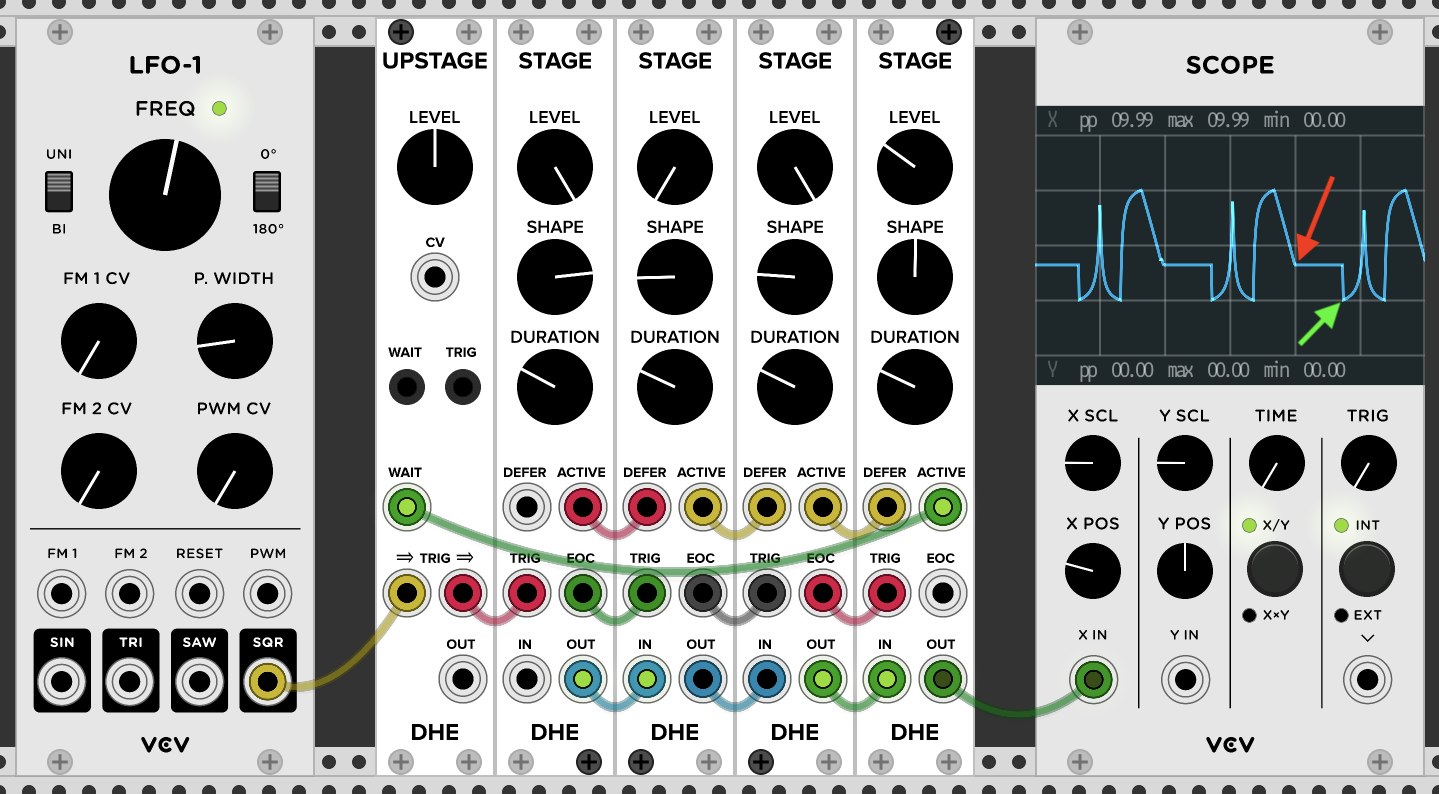 LFO-1
FREQ
UNI
0°
BI
180°
FM 1 CV
P. WIDTH
FM 2 CV
PWM CV
FM 1
FM 2
RESET
PWM
SIN
TRI
SAW
SQR
VCV
UPSTAGE
LEVEL
CV
WAIT
TRIG
WAIT
⇒ TRIG ⇒
OUT
DHE
STAGE
LEVEL
SHAPE
DURATION
DEFER
ACTIVE
TRIG
EOC
IN
OUT
DHE
STAGE
LEVEL
SHAPE
DURATION
DEFER
ACTIVE
TRIG
EOC
IN
OUT
DHE
STAGE
LEVEL
SHAPE
DURATION
DEFER
ACTIVE
TRIG
EOC
IN
OUT
DHE
STAGE
LEVEL
SHAPE
DURATION
DEFER
ACTIVE
TRIG
EOC
IN
OUT
DHE
SCOPE
X pp 09.99 max 09.99 min 00.00
Y pp 00.00 max 00.00 min 00.00
X SCL
Y SCL
TIME
TRIG
X POS
Y POS
X/Y
INT
X×Y
EXT
X IN
Y IN
VCV